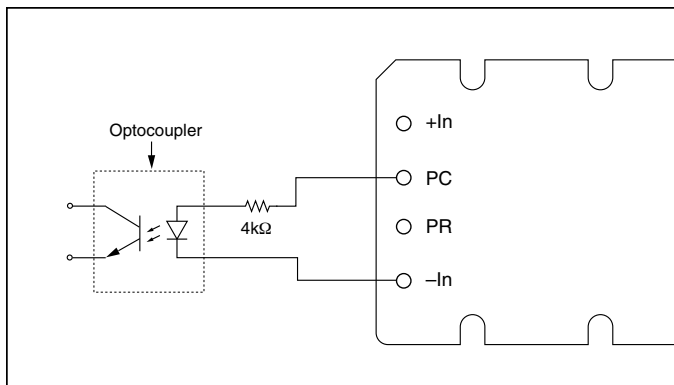 Optocoupler
4kΩ
+In
PC
PR
–In